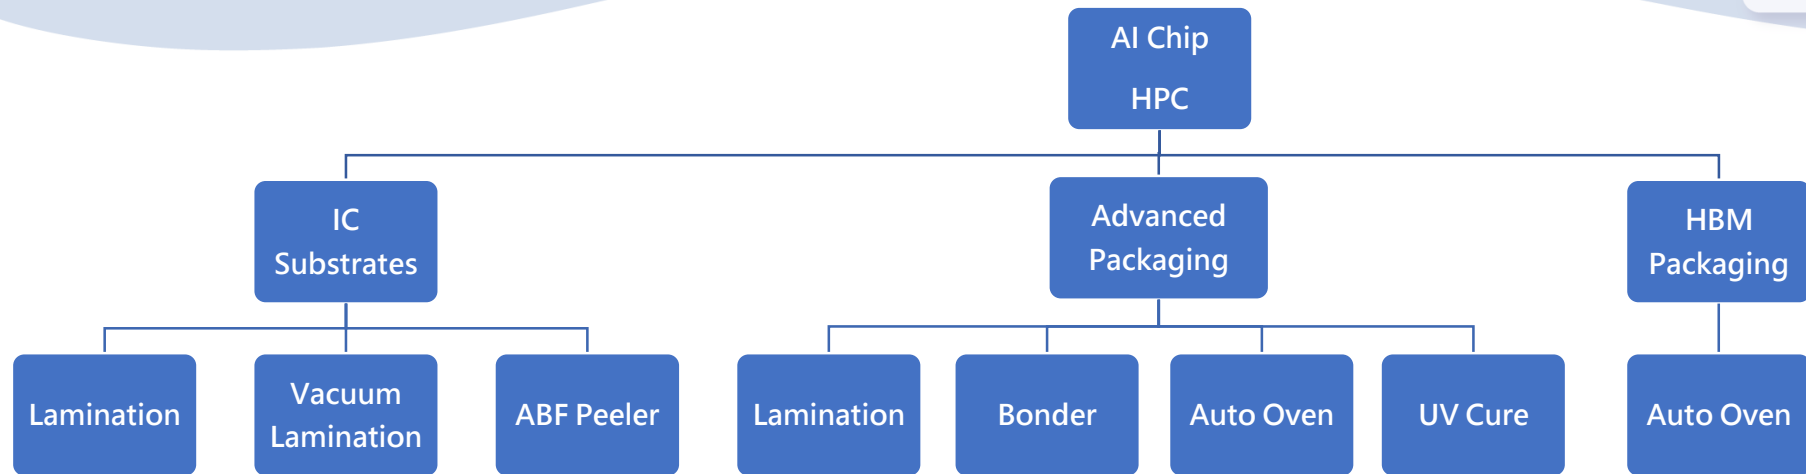 AI Chip
HPC
IC
Substrates
Advanced
Packaging
HBM
Packaging
Lamination
Vacuum
Lamination
ABF Peeler
Lamination
Bonder
Auto Oven
UV Cure
Auto Oven